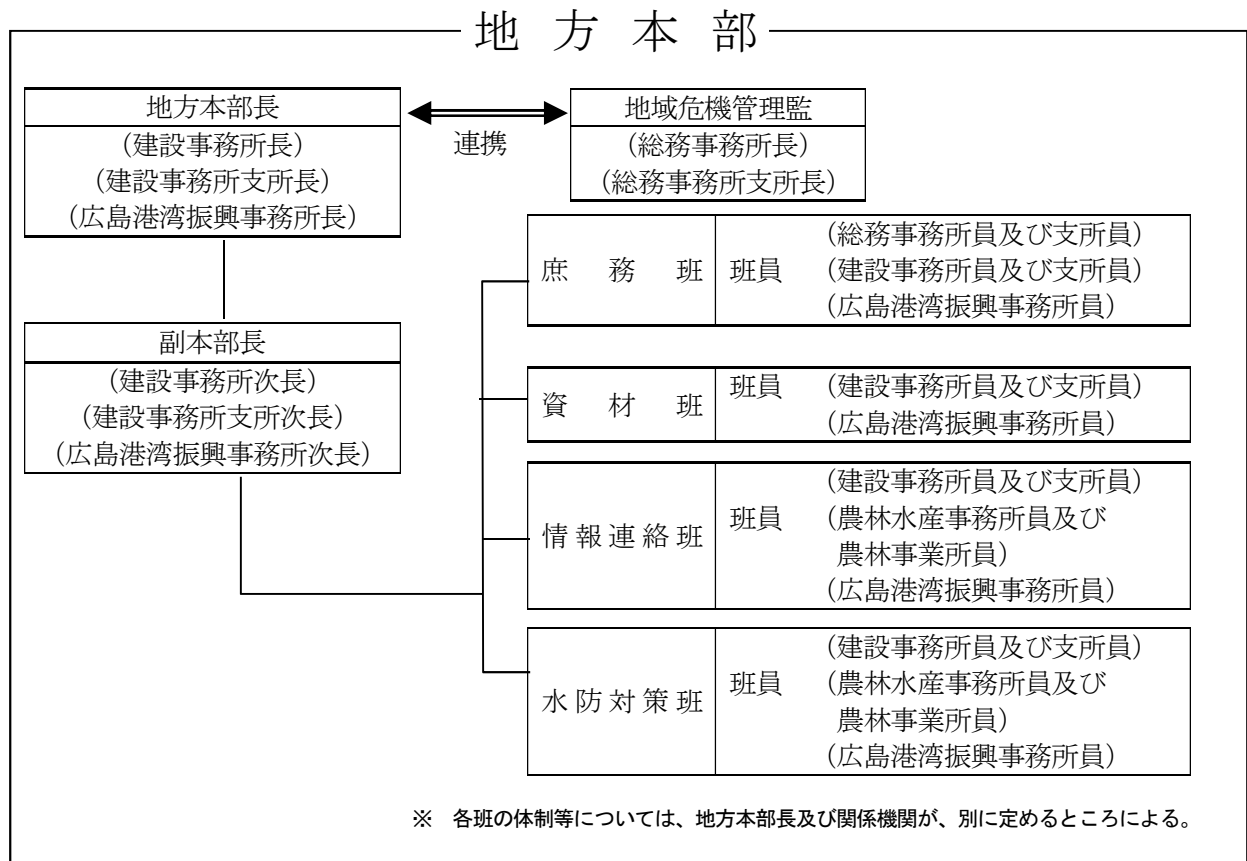 地方本部
地方本部長
(建設事務所長)
(建設事務所支所長)
(広島港湾振興事務所長)
連携
地域危機管理監
(総務事務所長)
(総務事務所支所長)
副本部長
(建設事務所次長)
(建設事務所支所次長)
(広島港湾振興事務所次長)
庶務班 班員 (総務事務所員及び支所員)
(建設事務所員及び支所員)
(広島港湾振興事務所員)
資材班 班員 (建設事務所員及び支所員)
(広島港湾振興事務所員)
情報連絡班 班員 (建設事務所員及び支所員)
(農林水産事務所員及び
農林事業所員)
(広島港湾振興事務所員)
水防対策班 班員 (建設事務所員及び支所員)
(農林水産事務所員及び
農林事業所員)
(広島港湾振興事務所員)
※ 各班の体制等については、地方本部長及び関係機関が、別に定めるところによる。